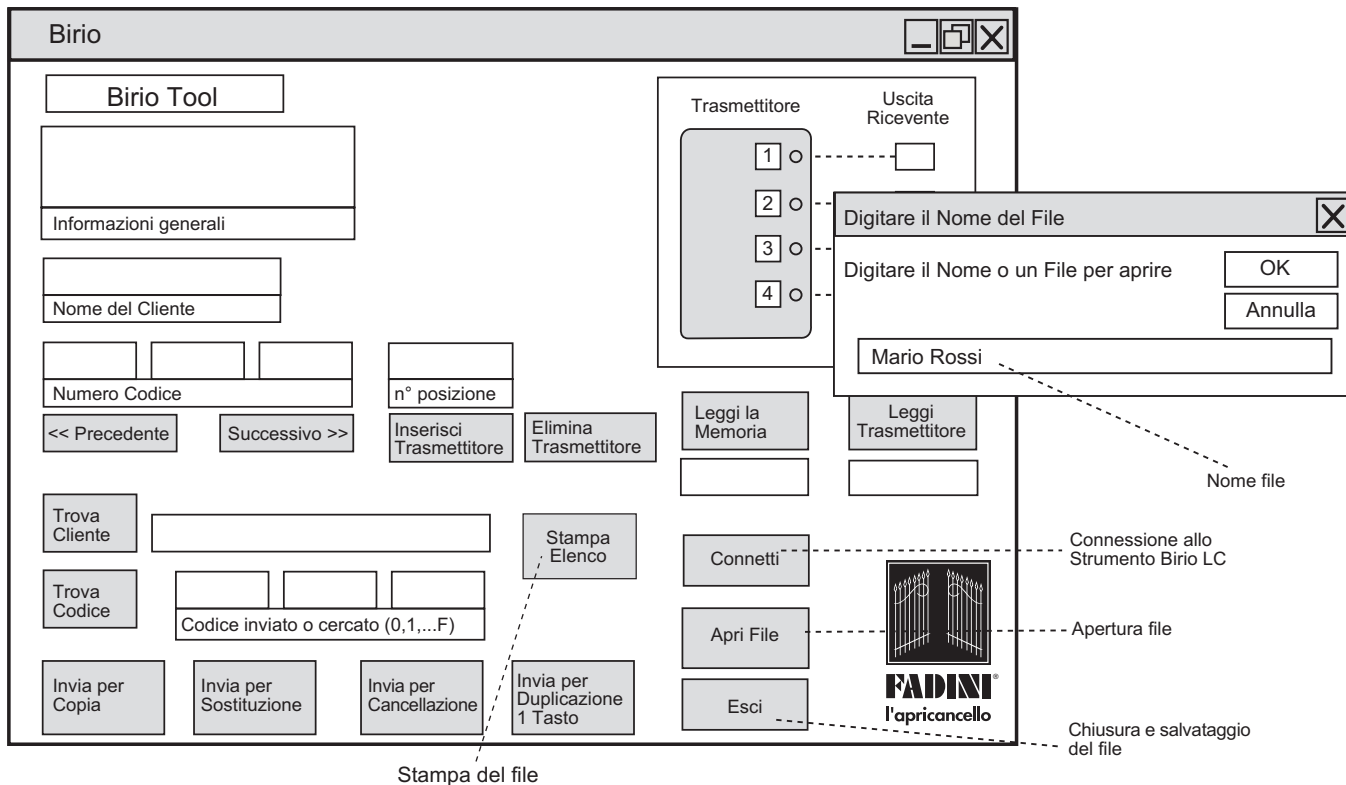 Birio
Birio Tool
Informazioni generali
Nome del Cliente
Numero Codice
n° posizione
<< Precedente
Successivo >>
Inserisci
Trasmettitore
Elimina
Trasmettitore
Trasmettitore
Uscita
Ricevente
1
2
3
4
Digitare il Nome del File
Digitare il Nome o un File per aprire
OK
Annulla
Mario Rossi
Leggi la
Memoria
Leggi
Trasmettitore
Nome file
Trova
Cliente
Stampa
Elenco
Connetti
Connessione allo
Strumento Birio LC
Trova
Codice
Codice inviato o cercato (0,1,...F)
Apri File
Apertura file
Invia per
Copia
Invia per
Sostituzione
Invia per
Cancellazione
Invia per
Duplicazione
1 Tasto
Esci
FADINI®
l'apricancello
Chiusura e salvataggio
del file
Stampa del file